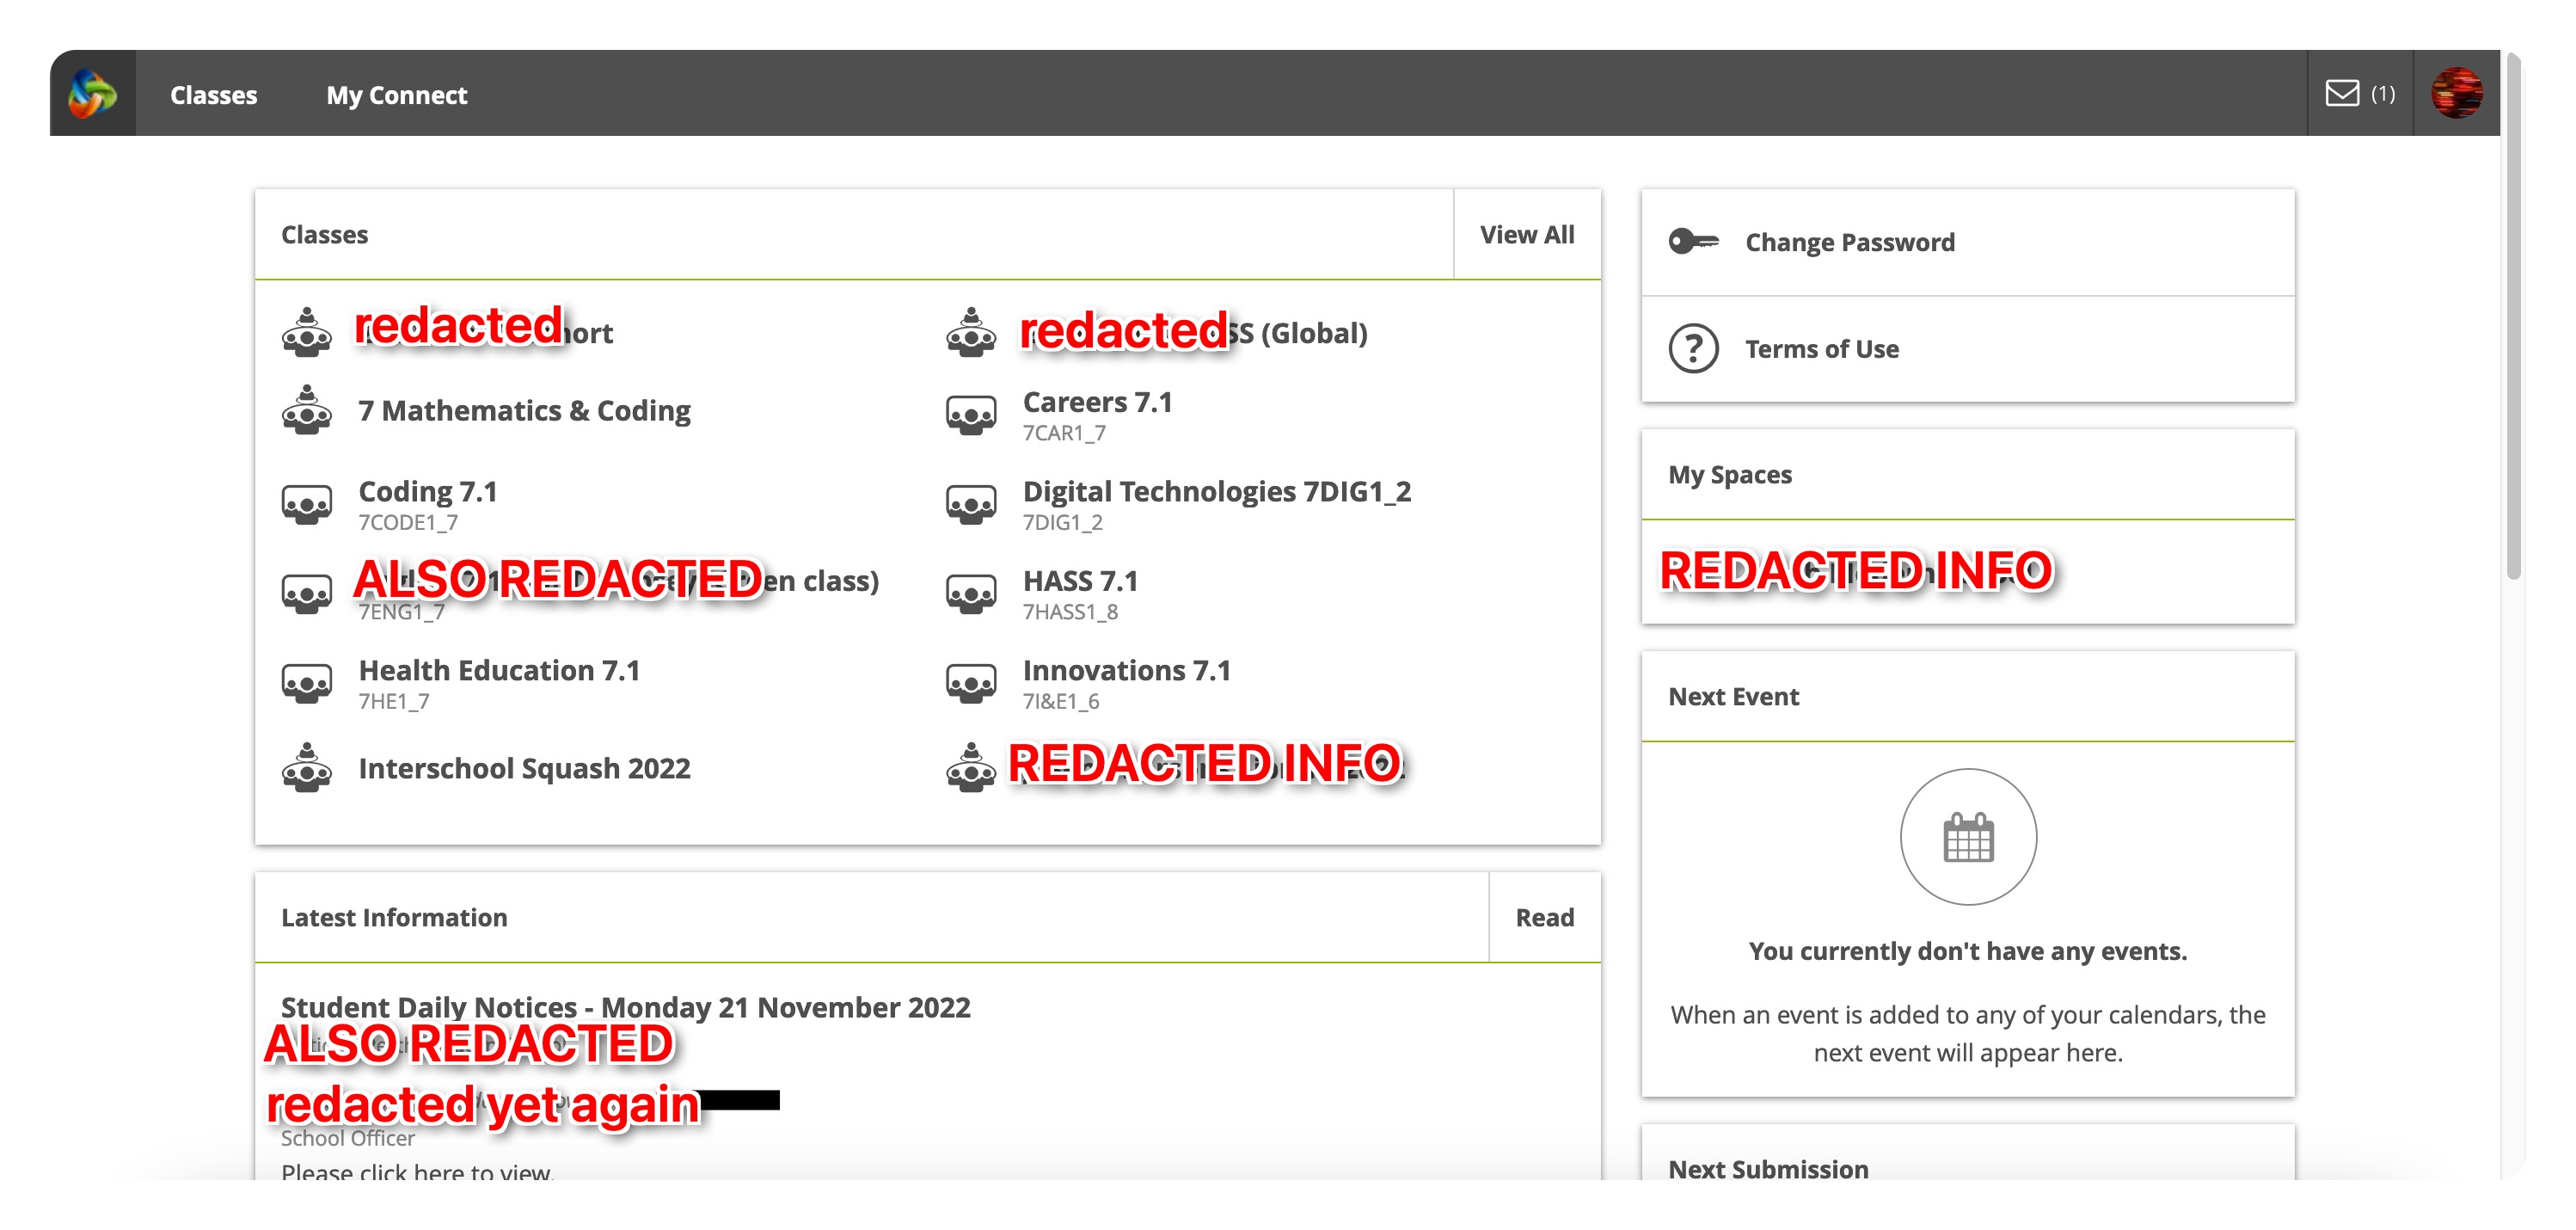 Classes
My Connect
(1)
Classes
View All
redacted ort
redacted SS (Global)
7 Mathematics & Coding
Careers 7.1
7CAR1_7
Coding 7.1
7CODE1_7
Digital Technologies 7DIG1_2
7DIG1_2
ALSO REDACTED en class)
7ENG1_7
HASS 7.1
7HASS1_8
Health Education 7.1
7HE1_7
Innovations 7.1
7I&E1_6
Interschool Squash 2022
REDACTED INFO
Latest Information
Read
Student Daily Notices - Monday 21 November 2022
ALSO REDACTED
redacted yet again
School Officer
Please click here to view.
Change Password
? Terms of Use
My Spaces
REDACTED INFO
Next Event
You currently don't have any events.
When an event is added to any of your calendars, the
next event will appear here.
Next Submission